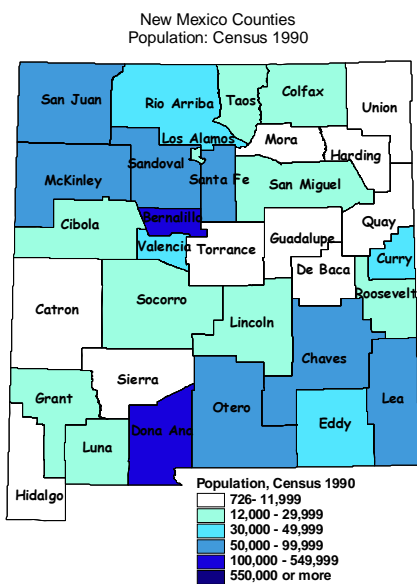 New Mexico Counties
Population: Census 1990
San Juan
Rio Arriba
Taos
Colfax
Union
Los Alamos
Mora
Harding
Sandoval
Santa Fe
McKinley
San Miguel
Cibola
Bernalillo
Quay
Valencia
Torrance
Guadalupe
Curry
De Baca
Catron
Socorro
Roosevelt
Lincoln
Chaves
Sierra
Grant
Otero
Lea
Dona Ana
Eddy
Luna
Hidalgo
Population, Census 1990
726- 11,999
12,000 - 29,999
30,000 - 49,999
50,000 - 99,999
100,000 - 549,999
550,000 or more